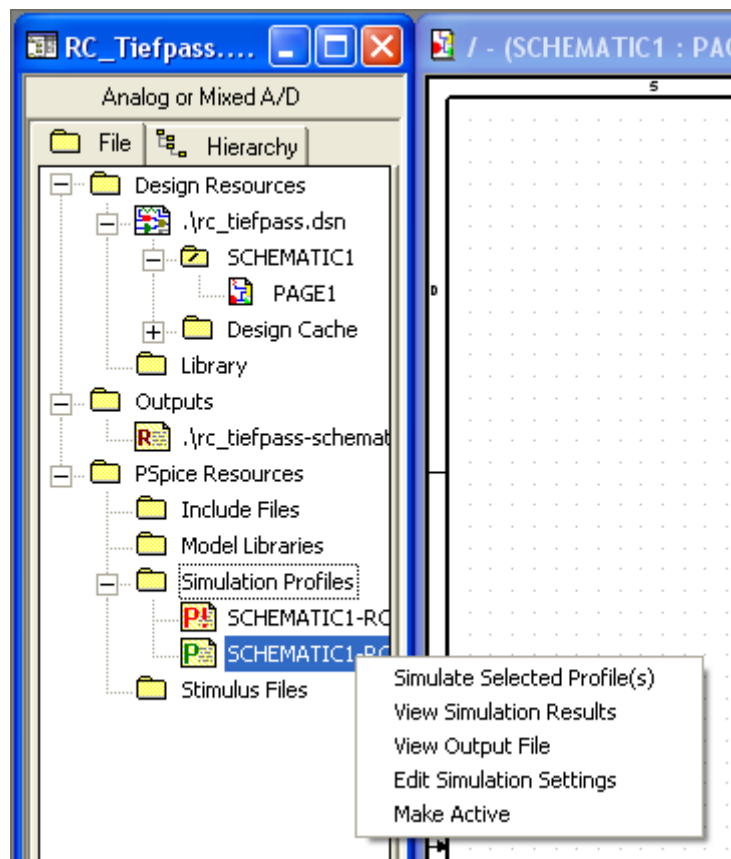 RC_Tiefpass....
/ - (SCHEMATIC1 : PAG
Analog or Mixed A/D
5
File
Hierarchy
Design Resources
.\rc_tiefpass.dsn
SCHEMATIC1
PAGE1
D
Design Cache
Library
Outputs
.\rc_tiefpass-schemat
PSpice Resources
Include Files
Model Libraries
Simulation Profiles
SCHEMATIC1-RC
SCHEMATIC1-RC
Stimulus Files
Simulate Selected Profile(s)
View Simulation Results
View Output File
Edit Simulation Settings
Make Active